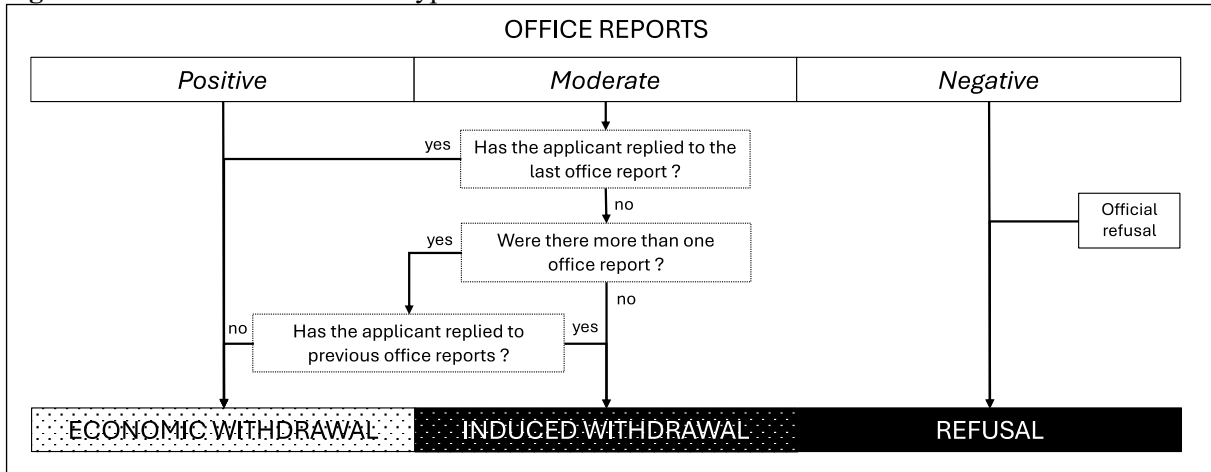 OFFICE REPORTS
Positive
Moderate
Negative
yes
Has the applicant replied to the
last office report ?
no
Official
refusal
yes
Were there more than one
office report ?
no
no
Has the applicant replied to
previous office reports ?
yes
ECONOMIC WITHDRAWAL
INDUCED WITHDRAWAL
REFUSAL